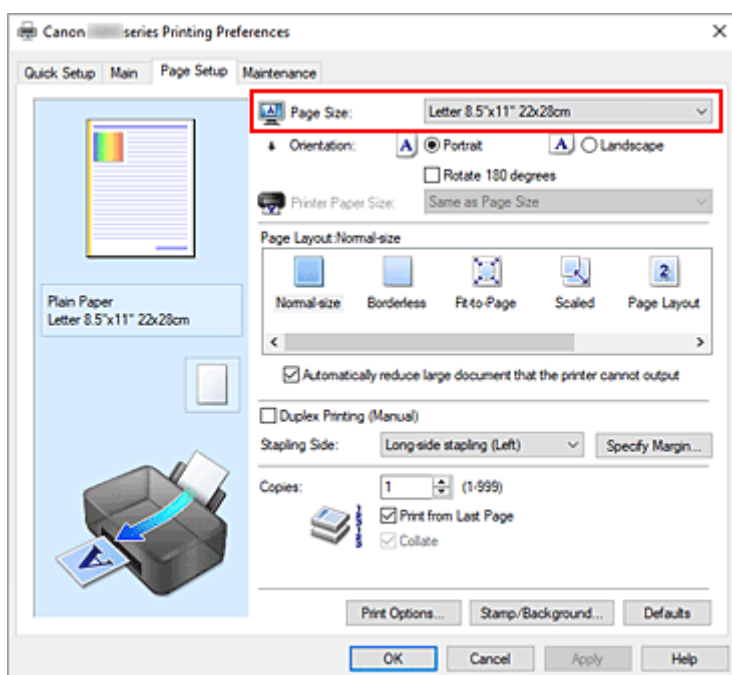 Canon series Printing Preferences
Quick Setup Main Page Setup Maintenance
Page Size: Letter 8.5"x11" 22x28cm
Orientation: A Portrait A Landscape
Rotate 180 degrees
Printer Paper Size: Same as Page Size
Page Layout:Normal-size
2
Normal-size Borderless Fit-to-Page Scaled Page Layout
Plain Paper
Letter 8.5"x11" 22x28cm
Automatically reduce large document that the printer cannot output
Duplex Printing (Manual)
Stapling Side: Long-side stapling (Left) Specify Margin...
Copies: 1 (1-999)
Print from Last Page
Collate
A
Print Options... Stamp/Background... Defaults
OK Cancel Apply Help